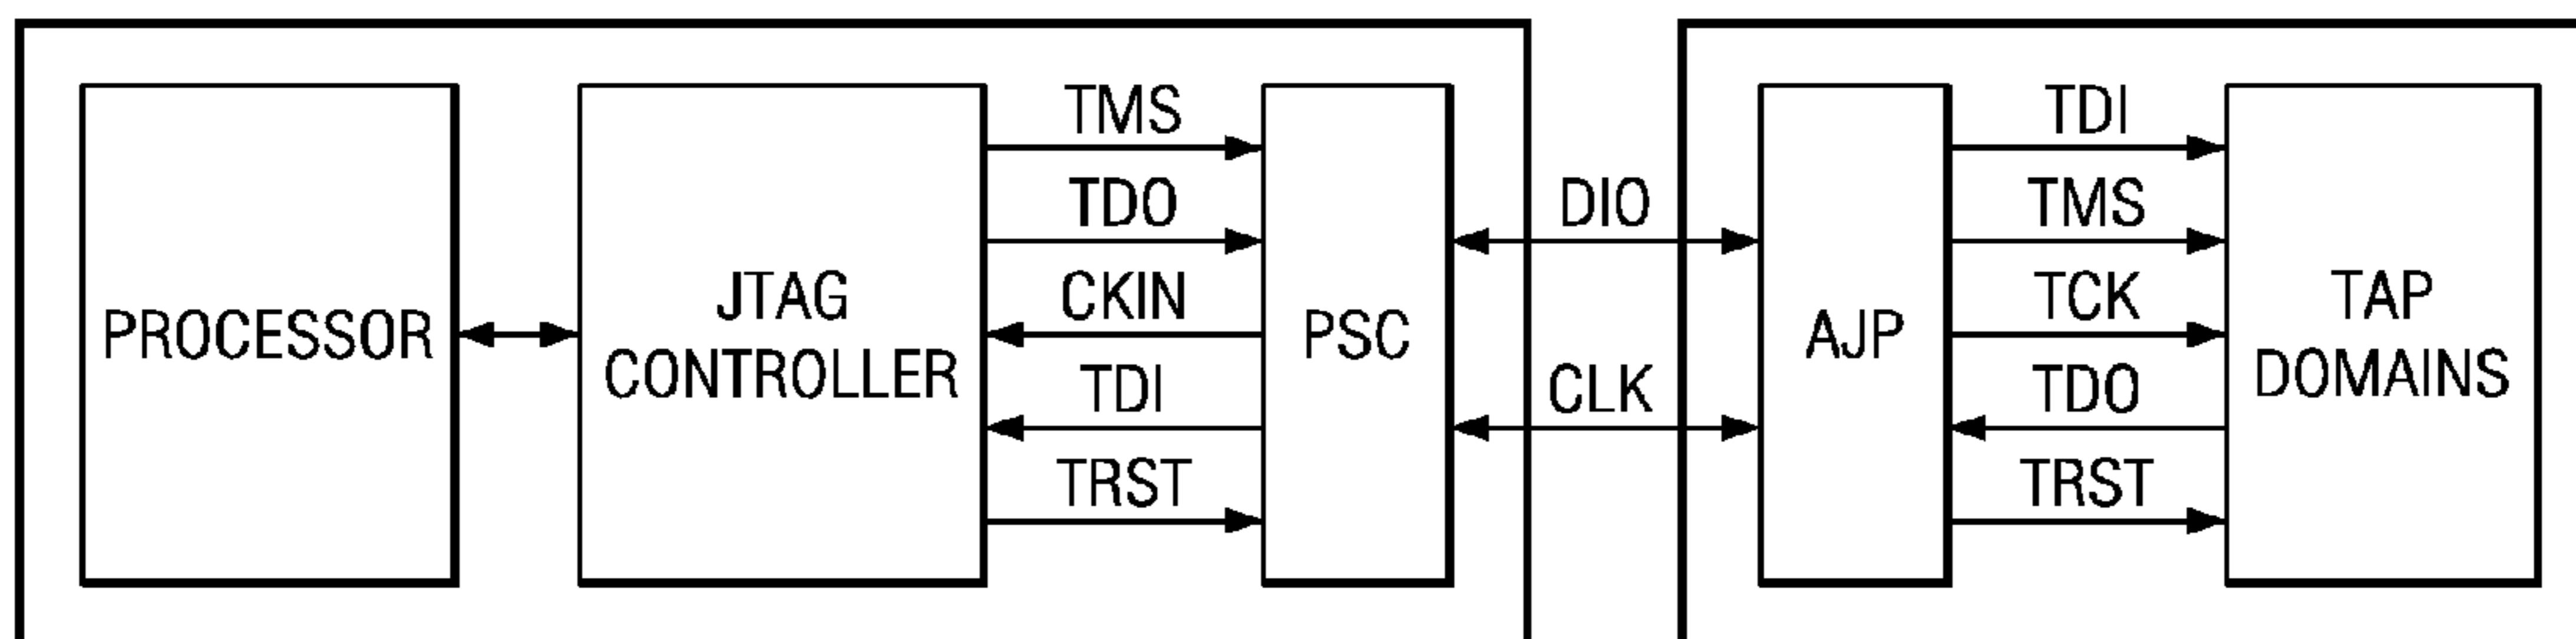 PROCESSOR
JTAG
CONTROLLER
TMS
TDO
CKIN
TDI
TRST
PSC
DIO
CLK
AJP
TDI
TMS
TCK
TDO
TRST
TAP
DOMAINS